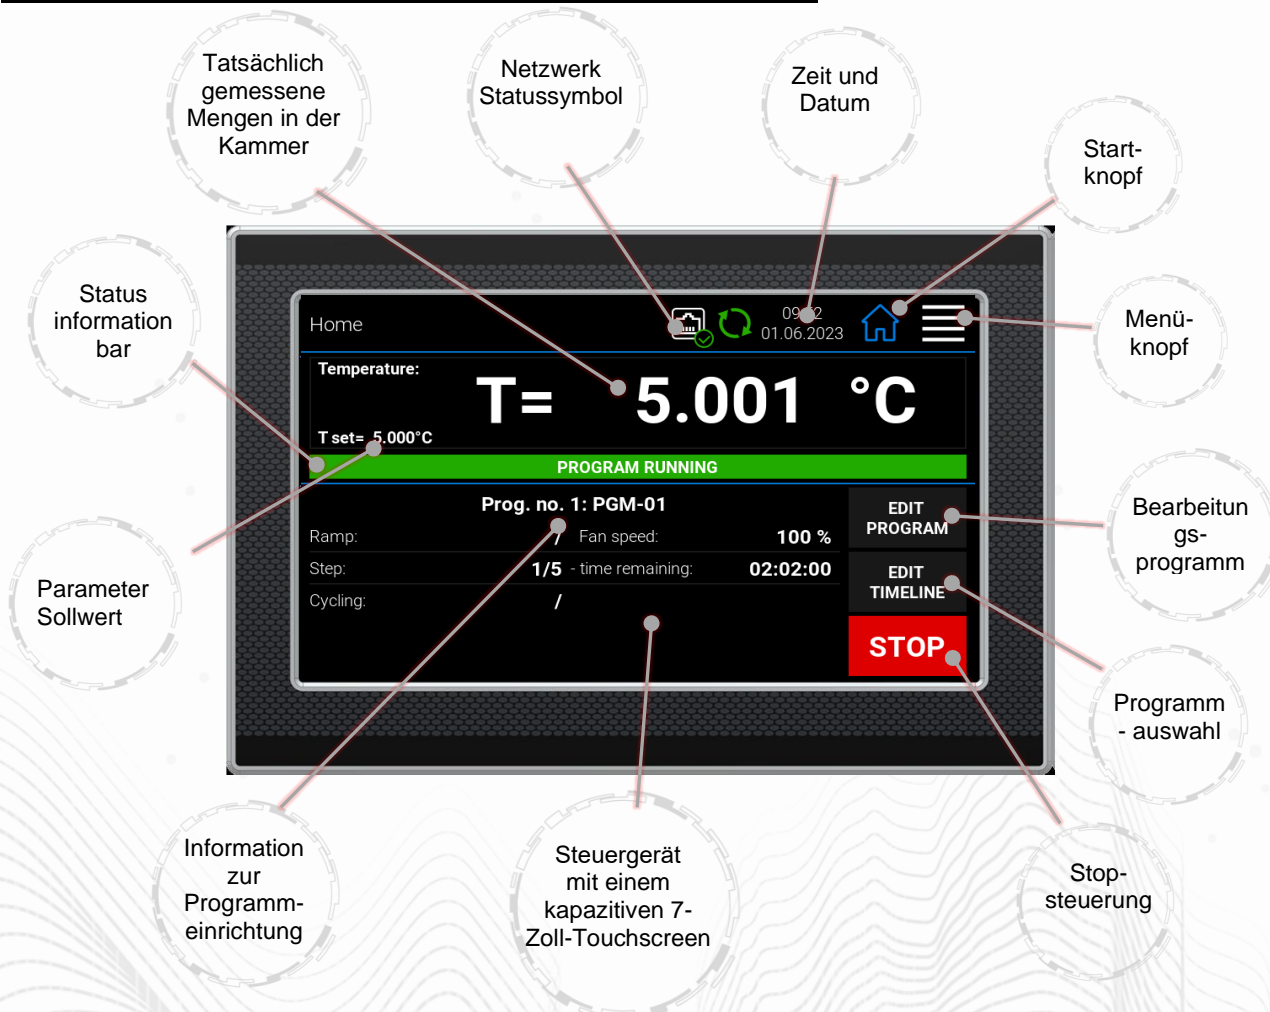 Tatsächlich
gemessene
Mengen in der
Kammer
Netzwerk
Statussymbol
Zeit und
Datum
Start-
knopf
Status
information
bar
Menü-
knopf
Home
01.06.2023
Temperature:
T= 5.001 °C
T set= 5.000°C
PROGRAM RUNNING
Prog. no. 1: PGM-01
Ramp: / Fan speed: 100 %
Step: 1/5 - time remaining: 02:02:00
Cycling: /
EDIT
PROGRAM
EDIT
TIMELINE
STOP
Parameter
Sollwert
Bearbeitun
gs-
programm
Programm
- auswahl
Information
zur
Programm-
einrichtung
Steuergerät
mit einem
kapazitiven 7-
Zoll-Touchscreen
Stop-
steuerung